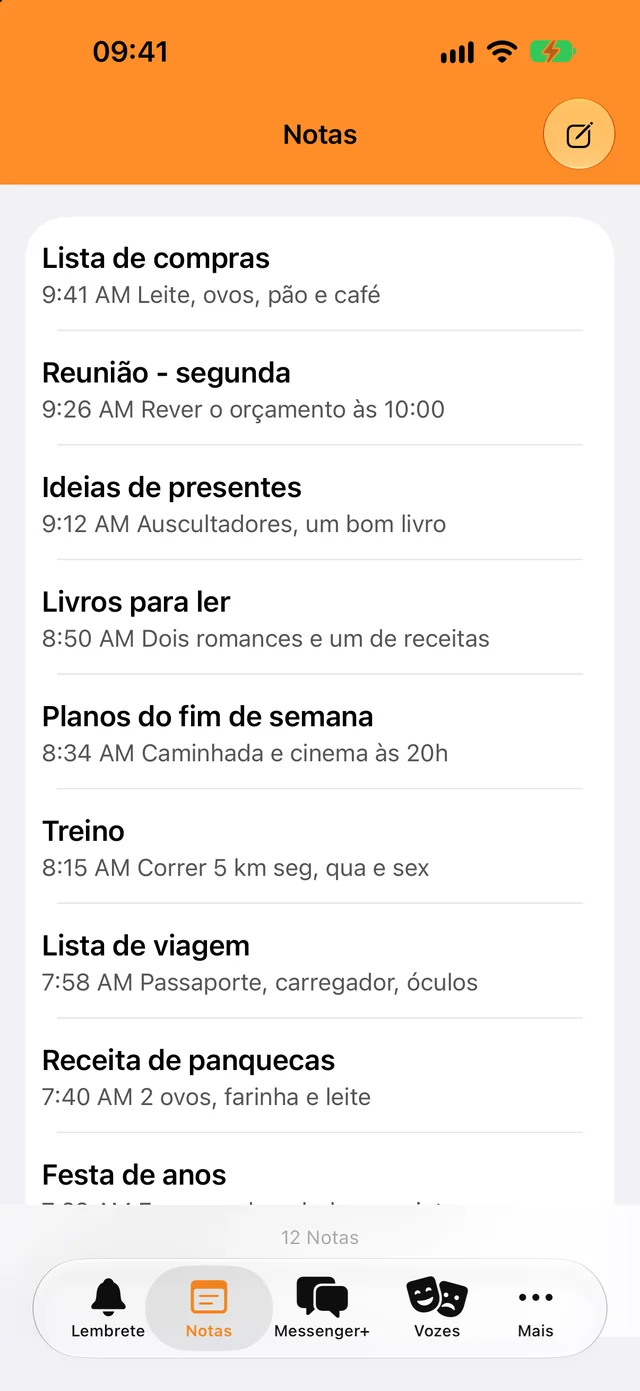 09:41
Notas
Lista de compras
9:41 AM Leite, ovos, pão e café
Reunião - segunda
9:26 AM Rever o orçamento às 10:00
Ideias de presentes
9:12 AM Auscultadores, um bom livro
Livros para ler
8:50 AM Dois romances e um de receitas
Planos do fim de semana
8:34 AM Caminhada e cinema às 20h
Treino
8:15 AM Correr 5 km seg, qua e sex
Lista de viagem
7:58 AM Passaporte, carregador, óculos
Receita de panquecas
7:40 AM 2 ovos, farinha e leite
Festa de anos
12 Notas
Lembrete
Notas
Messenger+
Vozes
Mais